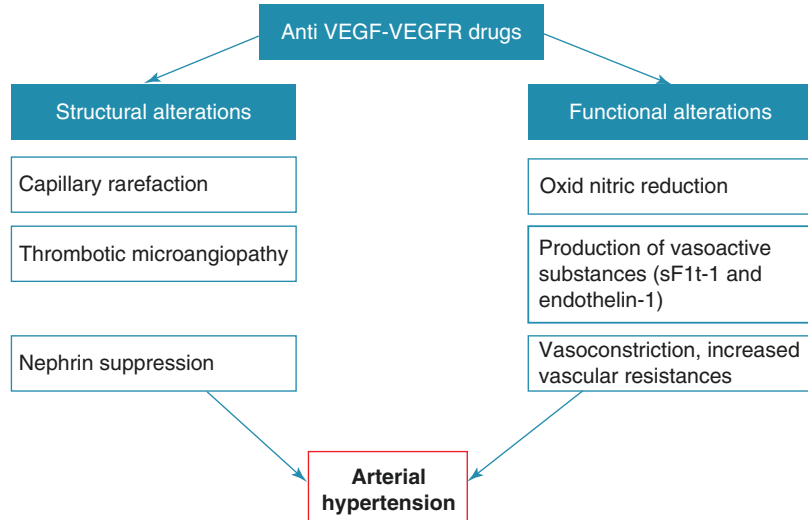 Anti VEGF-VEGFR drugs
Structural alterations
Capillary rarefaction
Thrombotic microangiopathy
Nephrin suppression
Functional alterations
Oxid nitric reduction
Production of vasoactive
substances (sF1t-1 and
endothelin-1)
Vasoconstriction, increased
vascular resistances
Arterial
hypertension